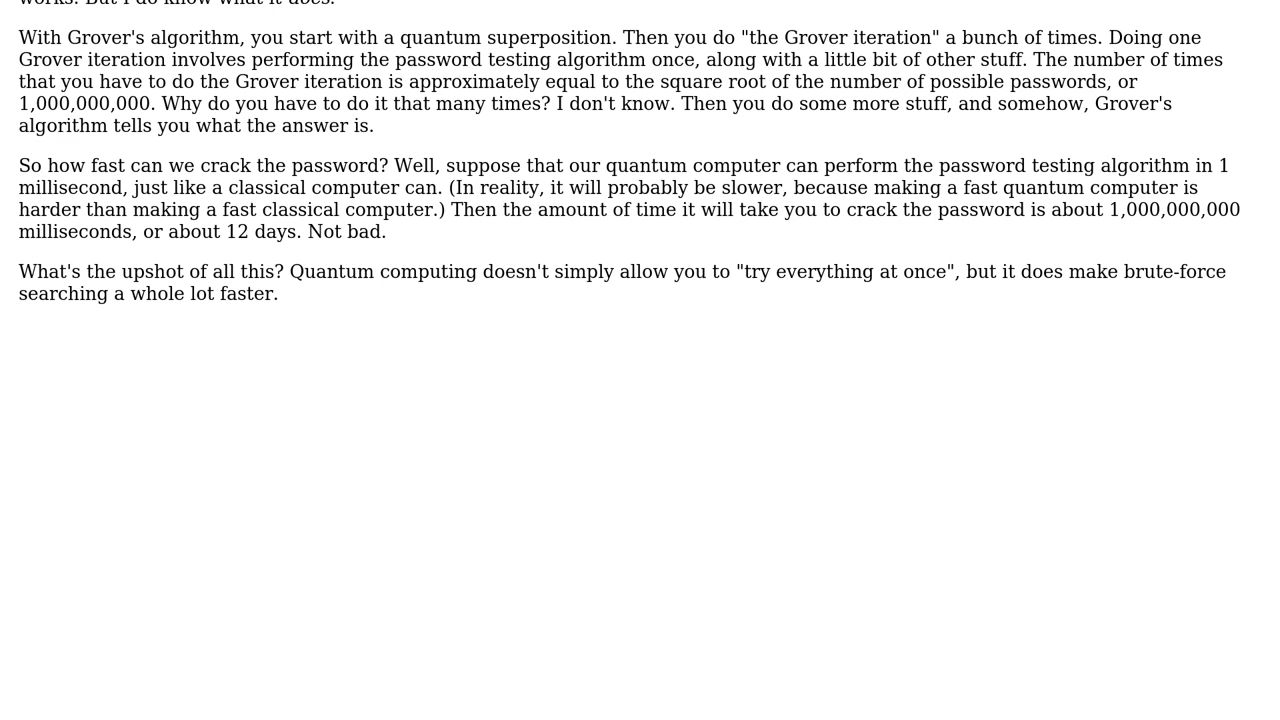 works. But I do know what it does.
With Grover's algorithm, you start with a quantum superposition. Then you do "the Grover iteration" a bunch of times. Doing one
Grover iteration involves performing the password testing algorithm once, along with a little bit of other stuff. The number of times
that you have to do the Grover iteration is approximately equal to the square root of the number of possible passwords, or
1,000,000,000. Why do you have to do it that many times? I don't know. Then you do some more stuff, and somehow, Grover's
algorithm tells you what the answer is.
So how fast can we crack the password? Well, suppose that our quantum computer can perform the password testing algorithm in 1
millisecond, just like a classical computer can. (In reality, it will probably be slower, because making a fast quantum computer is
harder than making a fast classical computer.) Then the amount of time it will take you to crack the password is about 1,000,000,000
milliseconds, or about 12 days. Not bad.
What's the upshot of all this? Quantum computing doesn't simply allow you to "try everything at once", but it does make brute-force
searching a whole lot faster.